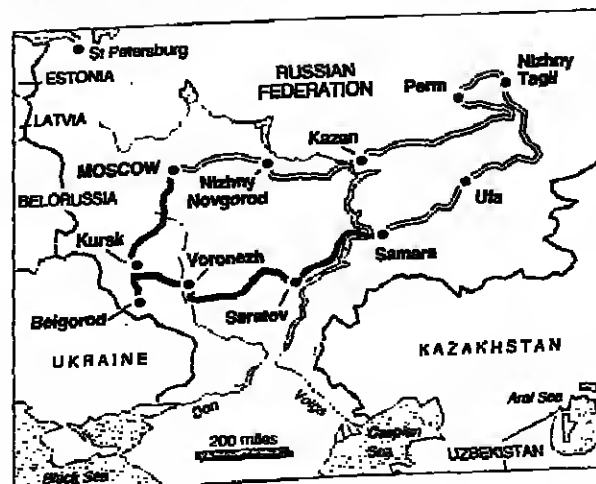 St Petersburg
ESTONIA
LATVIA
RUSSIAN
FEDERATION
Nizhny
Tagil
Perm
Kazan
MOSCOW
Nizhny
Novgorod
BELORUSSIA
Ufa
Samara
Kursk
Voronezh
Belgorod
Saratov
UKRAINE
KAZAKHSTAN
Don
Volga
200 miles
Caspian
Sea
Aral Sea
UZBEKISTAN
Black Sea